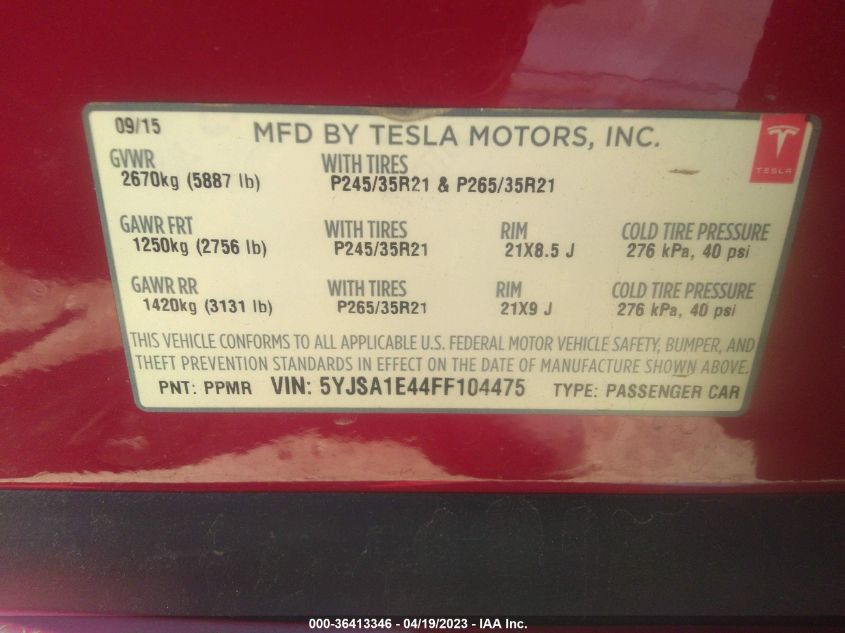 09/15 MFD BY TESLA MOTORS, INC.
TESLA
GVWR WITH TIRES
2670kg (5887 lb) P245/35R21 & P265/35R21
GAWR FRT WITH TIRES RIM COLD TIRE PRESSURE
1250kg (2756 lb) P245/35R21 21X8.5 J 276 kPa, 40 psi
GAWR RR WITH TIRES RIM COLD TIRE PRESSURE
1420kg (3131 lb) P265/35R21 21X9 J 276 kPa, 40 psi
THIS VEHICLE CONFORMS TO ALL APPLICABLE U.S. FEDERAL MOTOR VEHICLE SAFETY, BUMPER, AND
THEFT PREVENTION STANDARDS IN EFFECT ON THE DATE OF MANUFACTURE SHOWN ABOVE.
PNT: PPMR VIN: 5YJSA1E44FF104475 TYPE: PASSENGER CAR
000-36413346 - 04/19/2023 - IAA Inc.